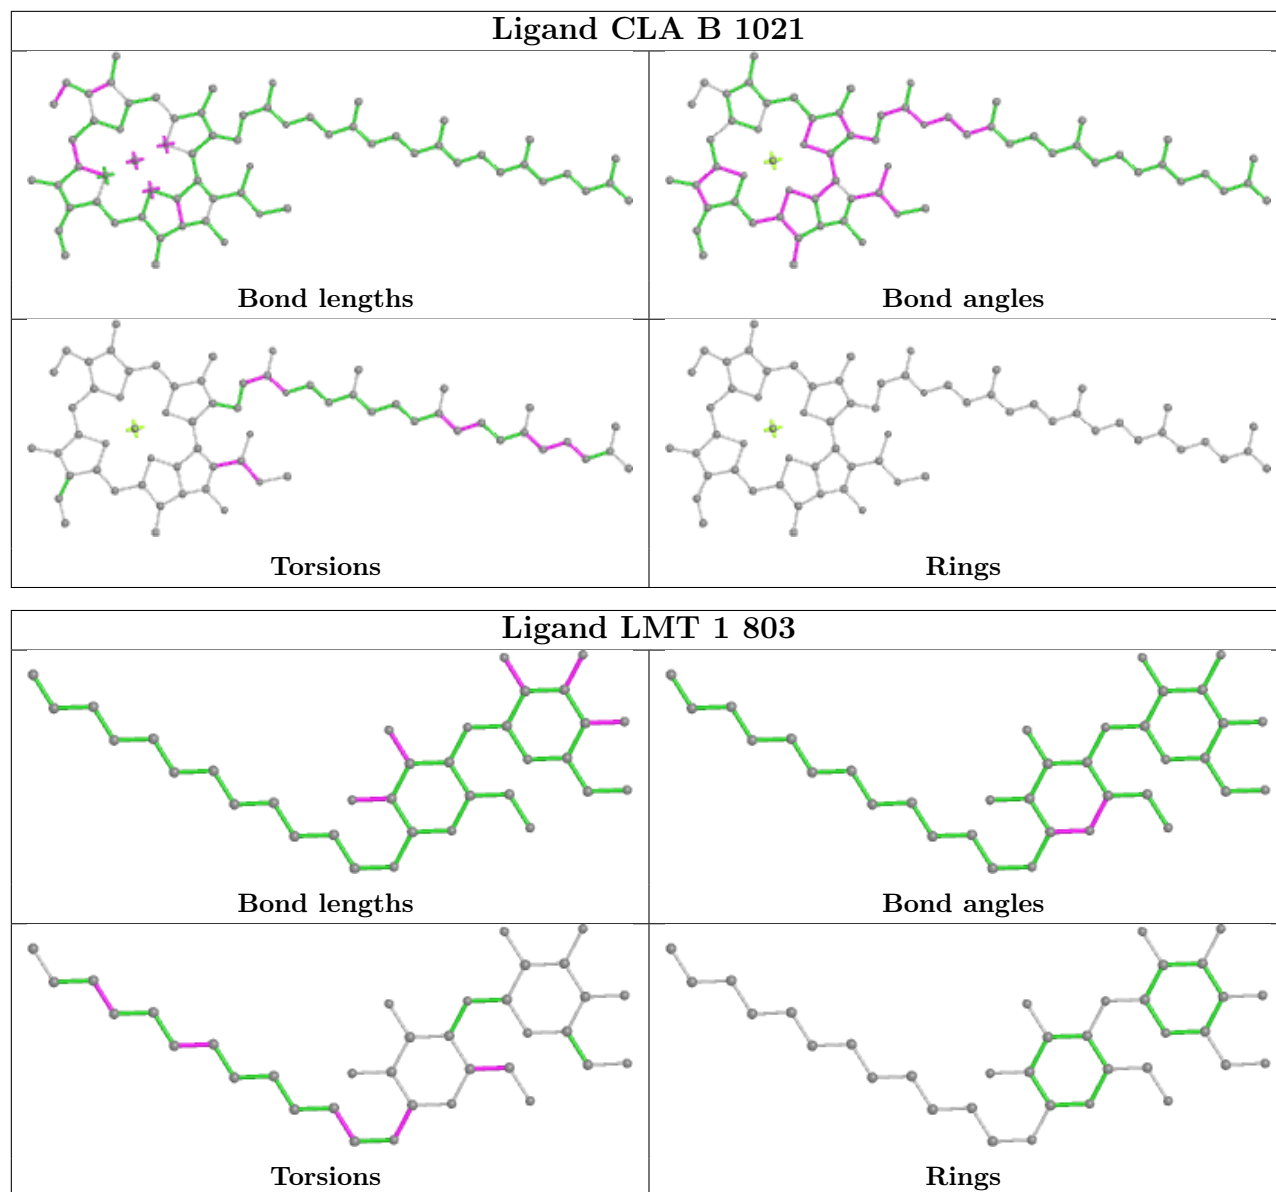 Ligand CLA B 1021
Bond lengths
Bond angles
Torsions
Rings
Ligand LMT 1 803
Bond lengths
Bond angles
Torsions
Rings